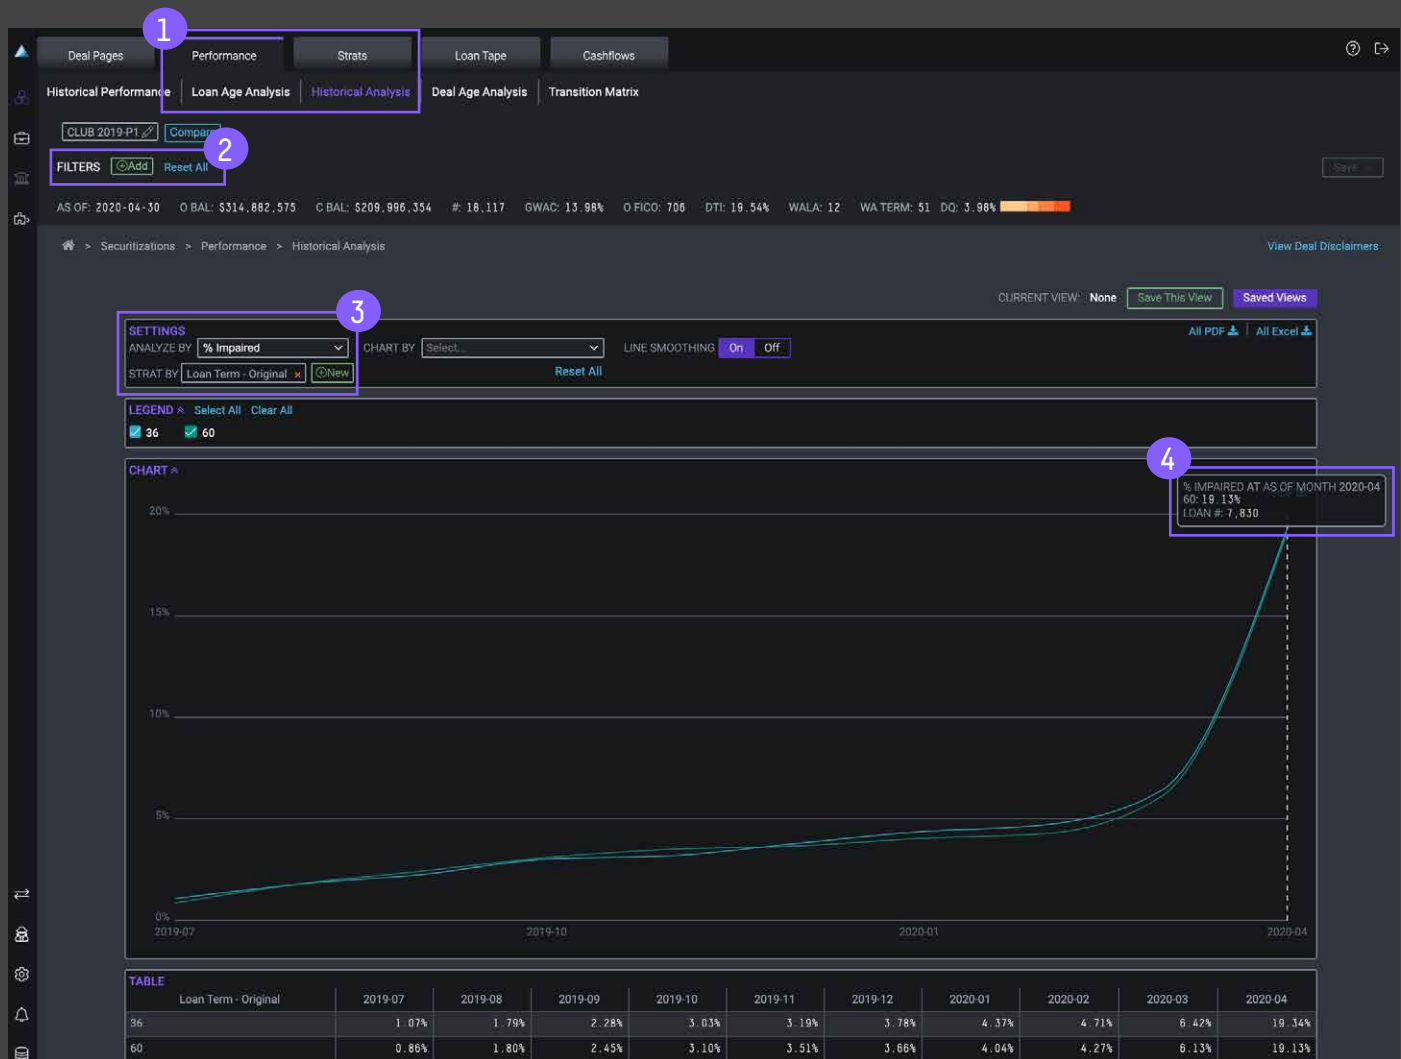 1
Deal Pages Performance Strats Loan Tape Cashflows
Historical Performance Loan Age Analysis Historical Analysis Deal Age Analysis Transition Matrix
CLUB 2019-P1 Compare
2
FILTERS Add Reset All Save
AS OF: 2020-04-30 O BAL: $314,882,575 C BAL: $209,996,354 #: 18,117 GWAC: 13.98% O FICO: 706 DTI: 19.54% WALA: 12 WA TERM: 51 DQ: 3.98%
> Securitizations > Performance > Historical Analysis View Deal Disclaimers
CURRENT VIEW: None Save This View Saved Views
3
SETTINGS All PDF All Excel
ANALYZE BY % Impaired CHART BY Select... LINE SMOOTHING On Off
STRAT BY Loan Term - Original × New Reset All
LEGEND Select All Clear All
36 60
4
CHART
% IMPAIRED AT AS OF MONTH 2020-04
60: 19.13%
LOAN #: 7,830
20%
15%
10%
5%
0%
2019-07 2019-10 2020-01 2020-04
TABLE
Loan Term - Original 2019-07 2019-08 2019-09 2019-10 2019-11 2019-12 2020-01 2020-02 2020-03 2020-04
36 1.07% 1.79% 2.28% 3.03% 3.19% 3.78% 4.37% 4.71% 6.42% 19.34%
60 0.86% 1.80% 2.45% 3.10% 3.51% 3.66% 4.04% 4.27% 6.13% 19.13%